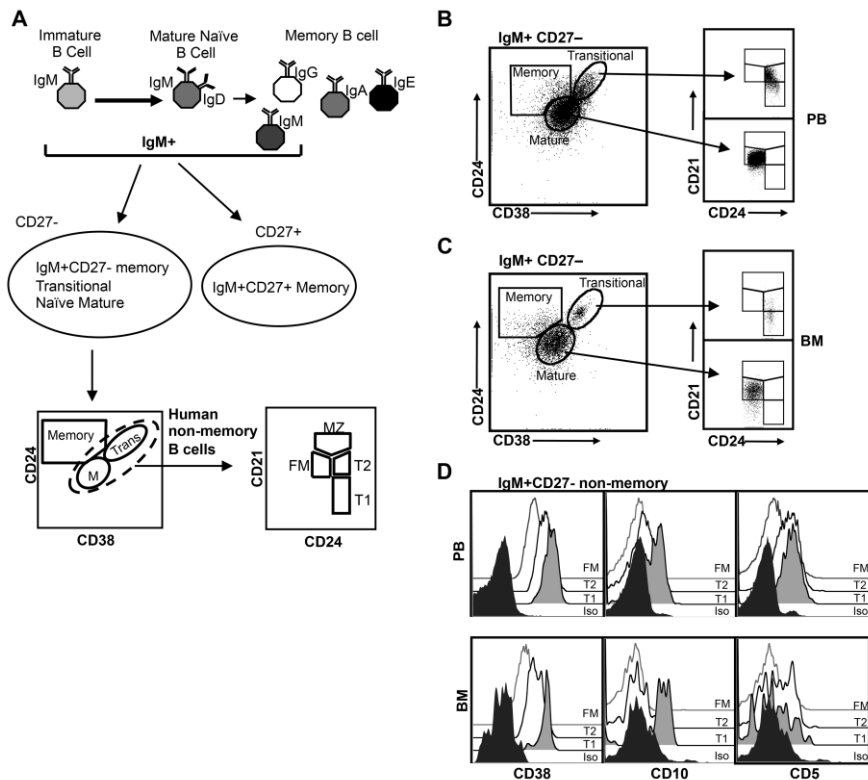 A
Immature
B Cell
Mature Naïve
B Cell
Memory B cell
IgM
IgM
IgD
IgG
IgA
IgE
IgM
IgM+
CD27-
CD27+
IgM+CD27- memory
Transitional
Naïve Mature
IgM+CD27+ Memory
Memory
Trans
M
CD24
CD38
Human
non-memory
B cells
MZ
FM
T2
T1
CD21
CD24
B
IgM+ CD27–
Transitional
Memory
Mature
CD24
CD38
CD21
CD24
PB
C
IgM+ CD27–
Transitional
Memory
Mature
CD24
CD38
CD21
CD24
BM
D
IgM+CD27- non-memory
PB
FM
T2
T1
Iso
FM
T2
T1
Iso
FM
T2
T1
Iso
BM
FM
T2
T1
Iso
FM
T2
T1
Iso
FM
T2
T1
Iso
CD38
CD10
CD5